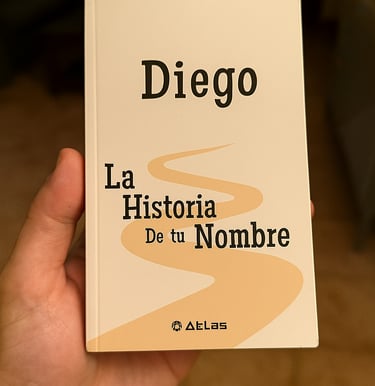 Diego
La
Historia
De tu Nombre
Atlas